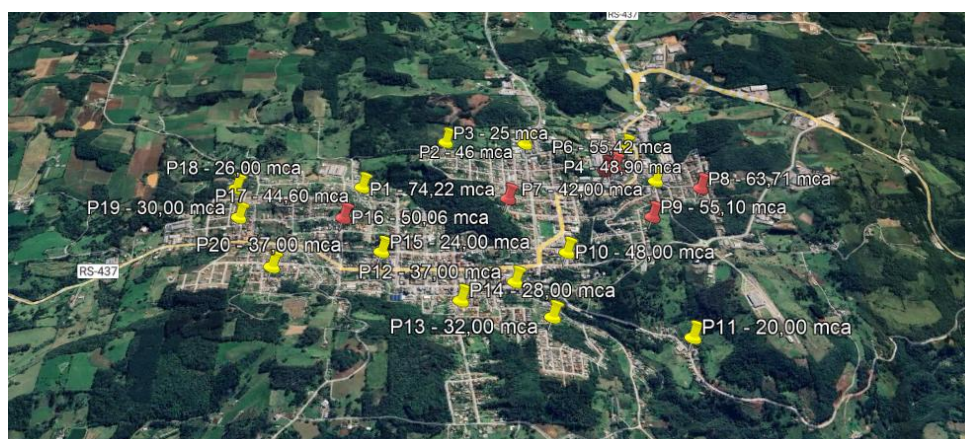 RS-437
P3 - 25 mca
P2 - 46 mca
P6 - 55,42 mca
P4 - 48,90 mca
P18 - 26,00 mca
P17 - 44,60 mca
P1 - 74,22 mca
P7 - 42,00 mca
P8 - 63,71 mca
P19 - 30,00 mca
P16 - 50,06 mca
P9 - 55,10 mca
P20 - 37,00 mca
P15 - 24,00 mca
P10 - 48,00 mca
RS-437
P12 - 37,00 mca
P14 - 28,00 mca
P13 - 32,00 mca
P11 - 20,00 mca